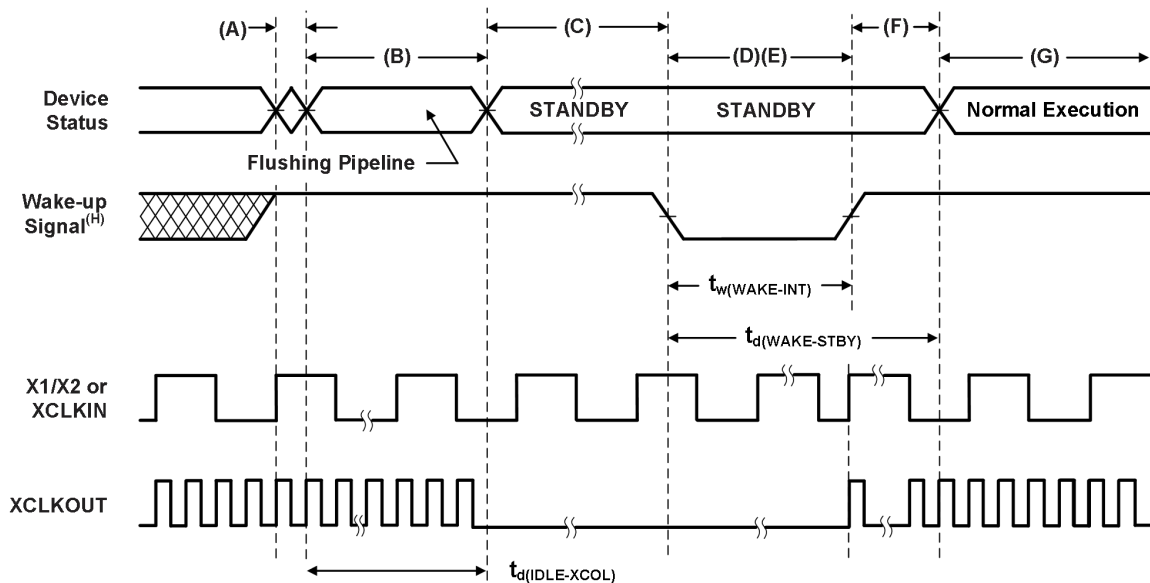 (A)
(C)
(F)
(B)
(D)(E)
(G)
Device
Status
STANDBY
STANDBY
Normal Execution
Flushing Pipeline
Wake-up
Signal(H)
tw(WAKE-INT)
td(WAKE-STBY)
X1/X2 or
XCLKIN
XCLKOUT
td(IDLE-XCOL)